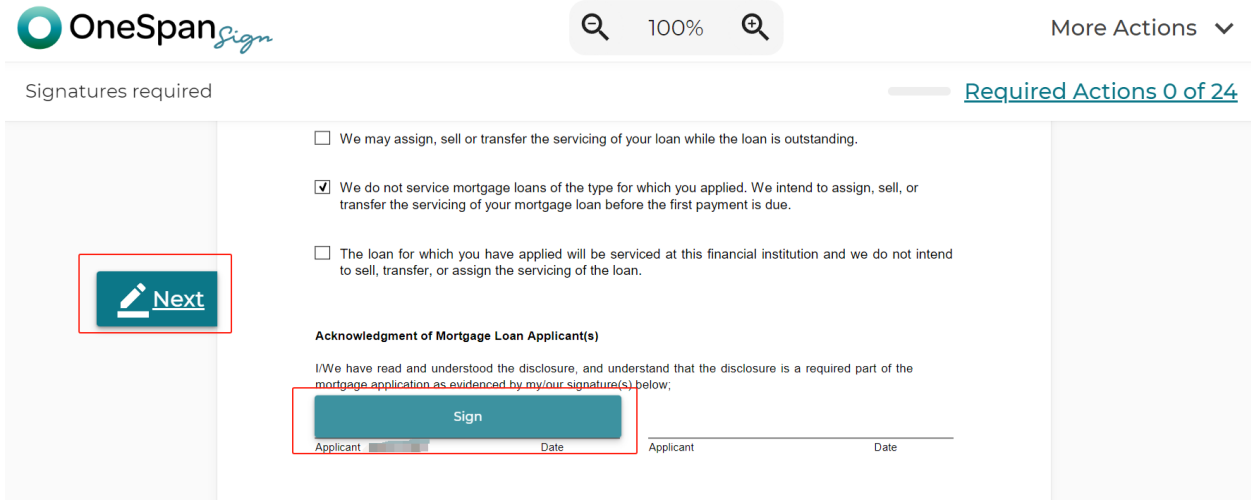 OneSpan Sign
100%
More Actions
Signatures required
Required Actions 0 of 24
We may assign, sell or transfer the servicing of your loan while the loan is outstanding.
We do not service mortgage loans of the type for which you applied. We intend to assign, sell, or
transfer the servicing of your mortgage loan before the first payment is due.
The loan for which you have applied will be serviced at this financial institution and we do not intend
to sell, transfer, or assign the servicing of the loan.
Next
Acknowledgment of Mortgage Loan Applicant(s)
I/We have read and understood the disclosure, and understand that the disclosure is a required part of the
mortgage application as evidenced by my/our signature(s) below;
Sign
Applicant Date Applicant Date